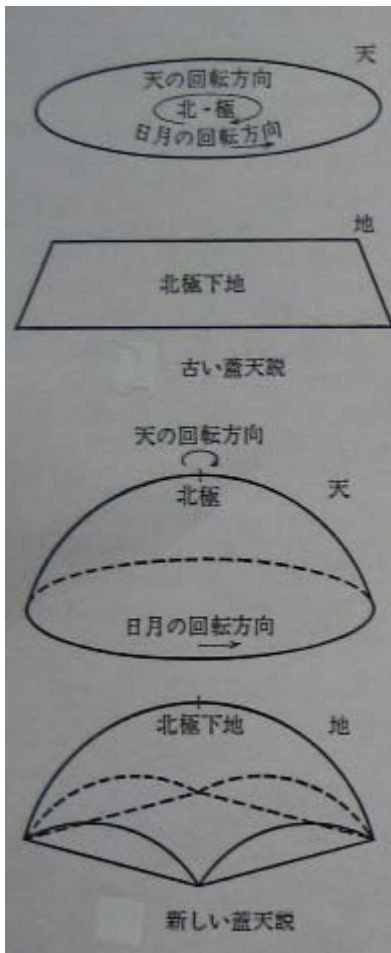 天
天の回転方向
北・極
日月の回転方向
地
北極下地
古い蓋天説
天の回転方向
北極
天
日月の回転方向
北極下地
地
新しい蓋天説